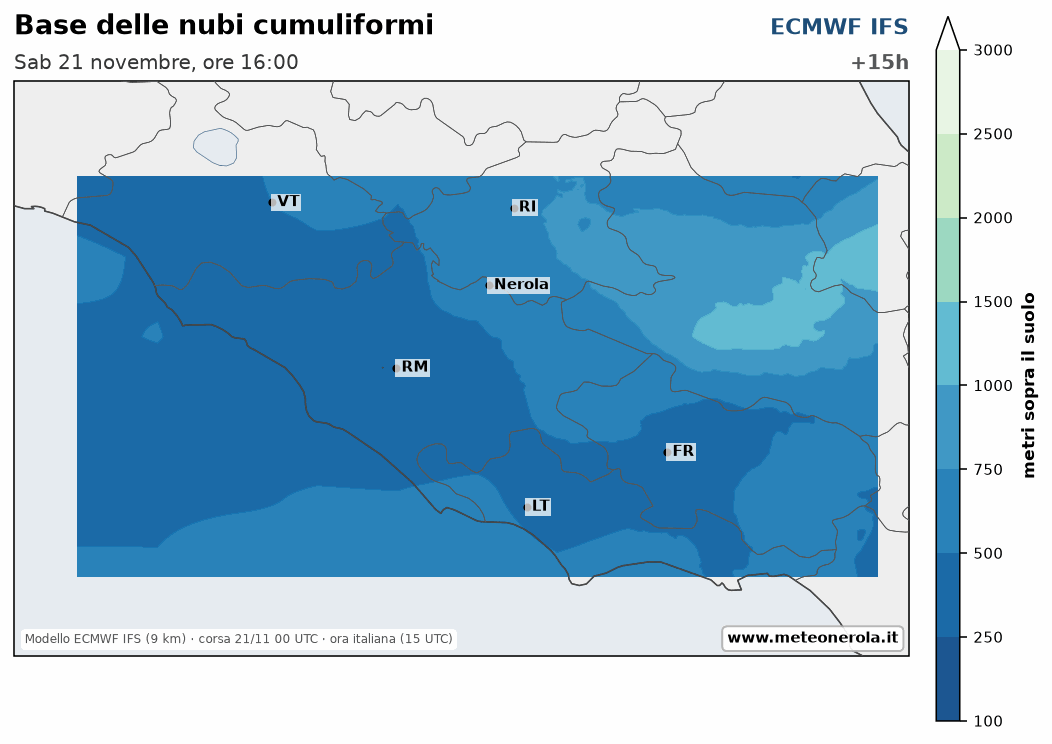 Base delle nubi cumuliformi
ECMWF IFS
Sab 21 novembre, ore 16:00
+15h
VT
RI
Nerola
RM
FR
LT
3000
2500
2000
1500
1000
750
500
250
100
metri sopra il suolo
Modello ECMWF IFS (9 km) · corsa 21/11 00 UTC · ora italiana (15 UTC)
www.meteonerola.it